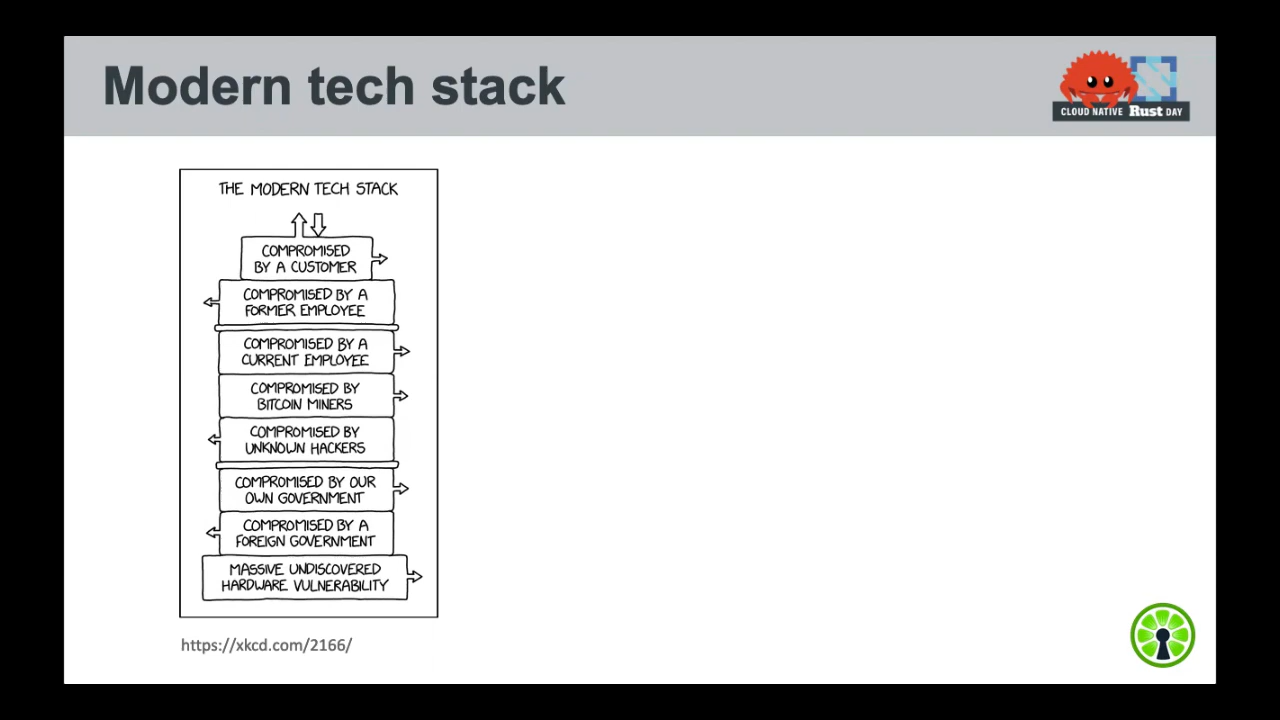 Modern tech stack
CLOUD NATIVE Rust DAY
THE MODERN TECH STACK
COMPROMISED
BY A CUSTOMER
COMPROMISED BY A
FORMER EMPLOYEE
COMPROMISED BY A
CURRENT EMPLOYEE
COMPROMISED BY
BITCOIN MINERS
COMPROMISED BY
UNKNOWN HACKERS
COMPROMISED BY OUR
OWN GOVERNMENT
COMPROMISED BY A
FOREIGN GOVERNMENT
MASSIVE UNDISCOVERED
HARDWARE VULNERABILITY
https://xkcd.com/2166/